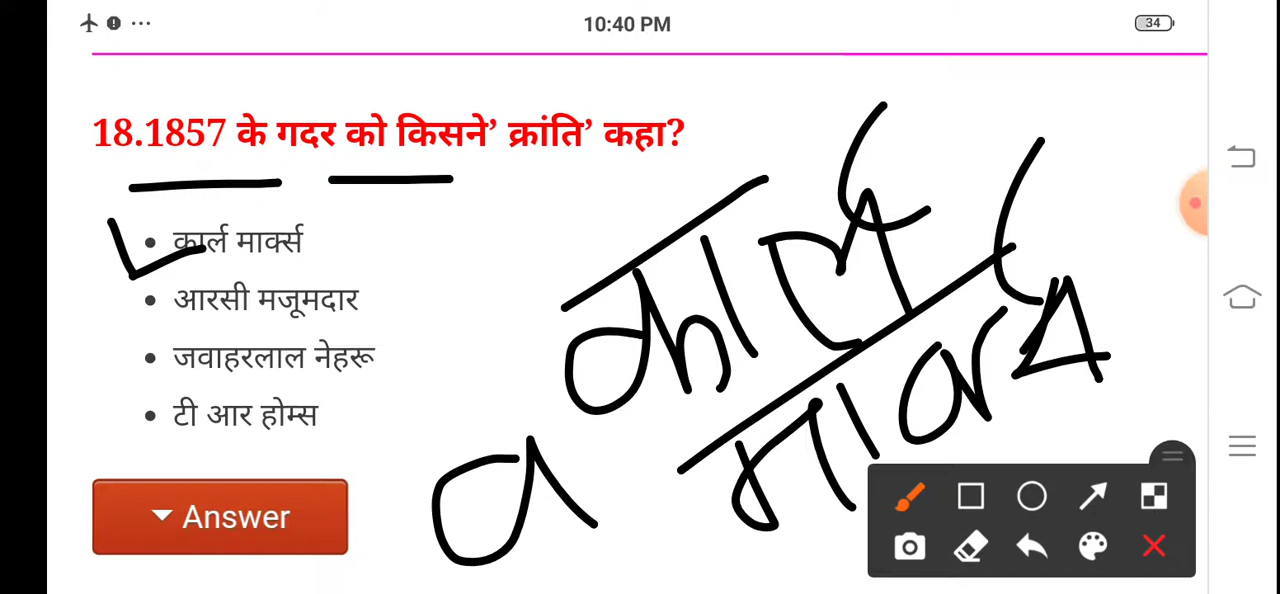 10:40 PM
34
18.1857 के गदर को किसने’ क्रांति’ कहा?
कार्ल मार्क्स
आरसी मजूमदार
जवाहरलाल नेहरू
टी आर होम्स
कार्ल
मार्क्स
a
Answer